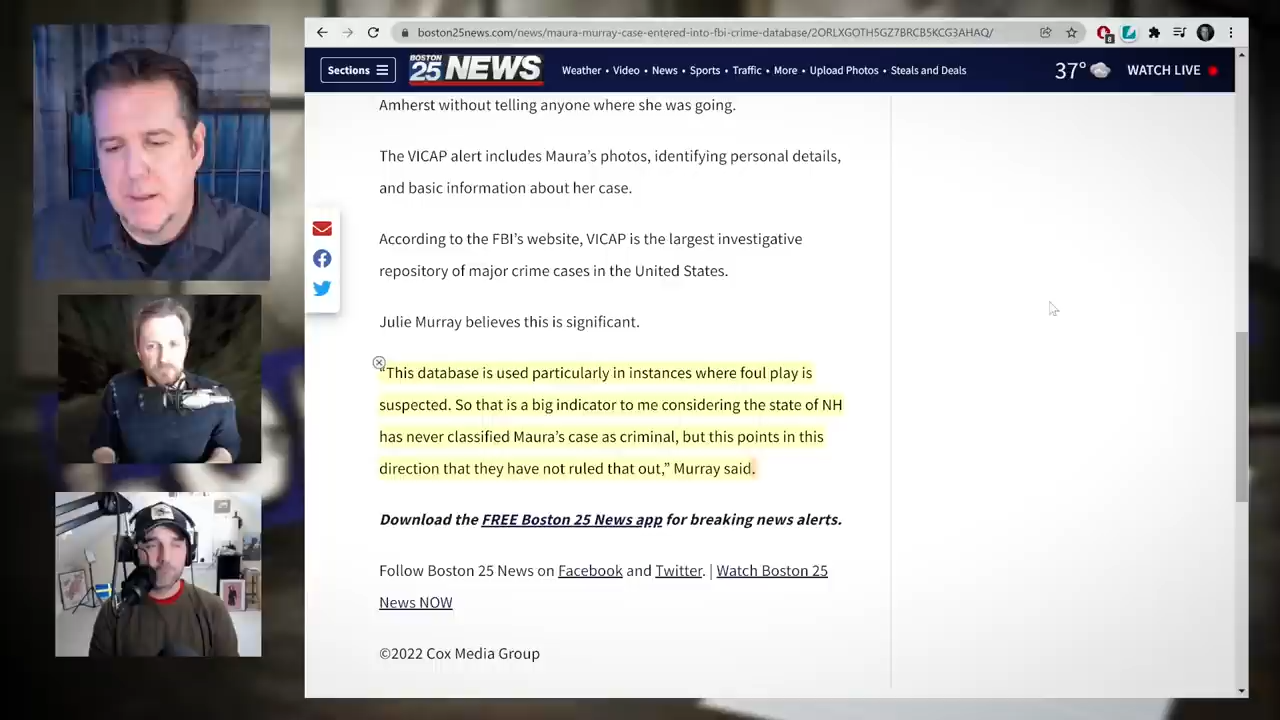 boston25news.com/news/maura-murray-case-entered-into-fbi-crime-database/2ORLXGOTH5GZ7BRCB5KCG3AHAQ/
8
Sections
BOSTON 25 NEWS
Weather • Video • News • Sports • Traffic • More • Upload Photos • Steals and Deals
37°
WATCH LIVE
Amherst without telling anyone where she was going.
The VICAP alert includes Maura’s photos, identifying personal details,
and basic information about her case.
According to the FBI’s website, VICAP is the largest investigative
repository of major crime cases in the United States.
Julie Murray believes this is significant.
“This database is used particularly in instances where foul play is
suspected. So that is a big indicator to me considering the state of NH
has never classified Maura’s case as criminal, but this points in this
direction that they have not ruled that out,” Murray said.
Download the FREE Boston 25 News app for breaking news alerts.
Follow Boston 25 News on Facebook and Twitter. | Watch Boston 25
News NOW
©2022 Cox Media Group